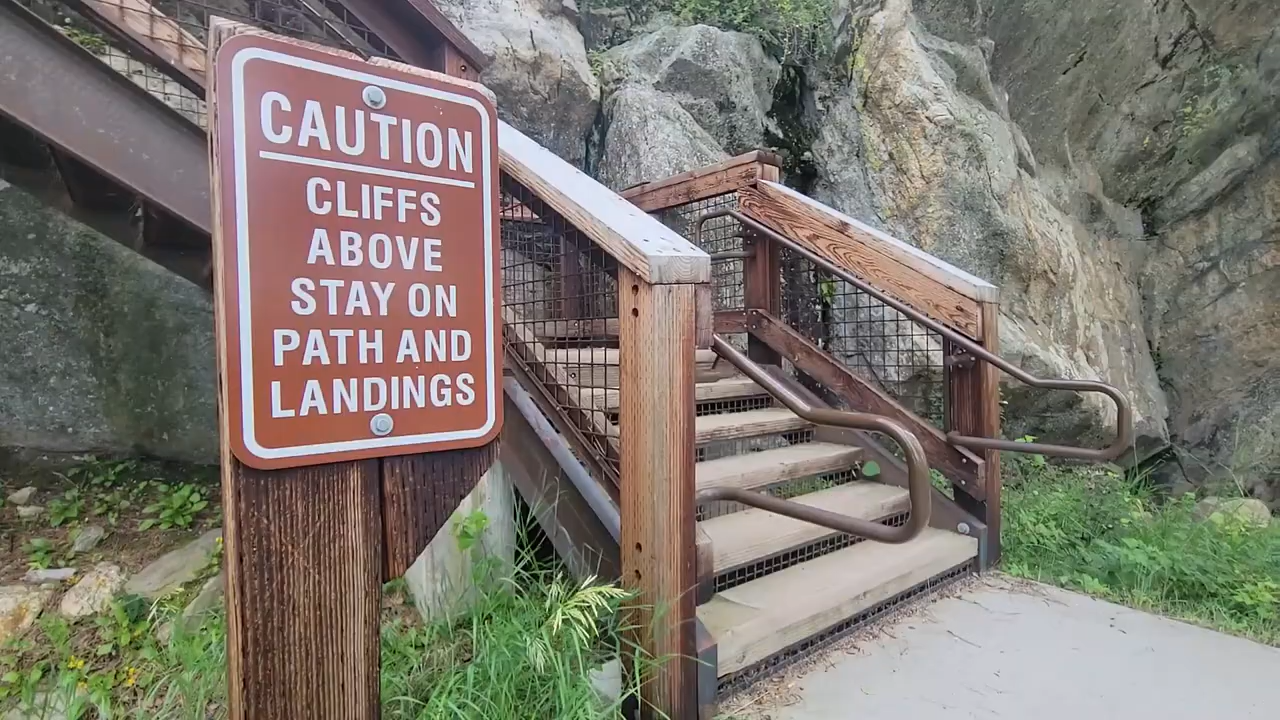 CAUTION
CLIFFS
ABOVE
STAY ON
PATH AND
LANDINGS